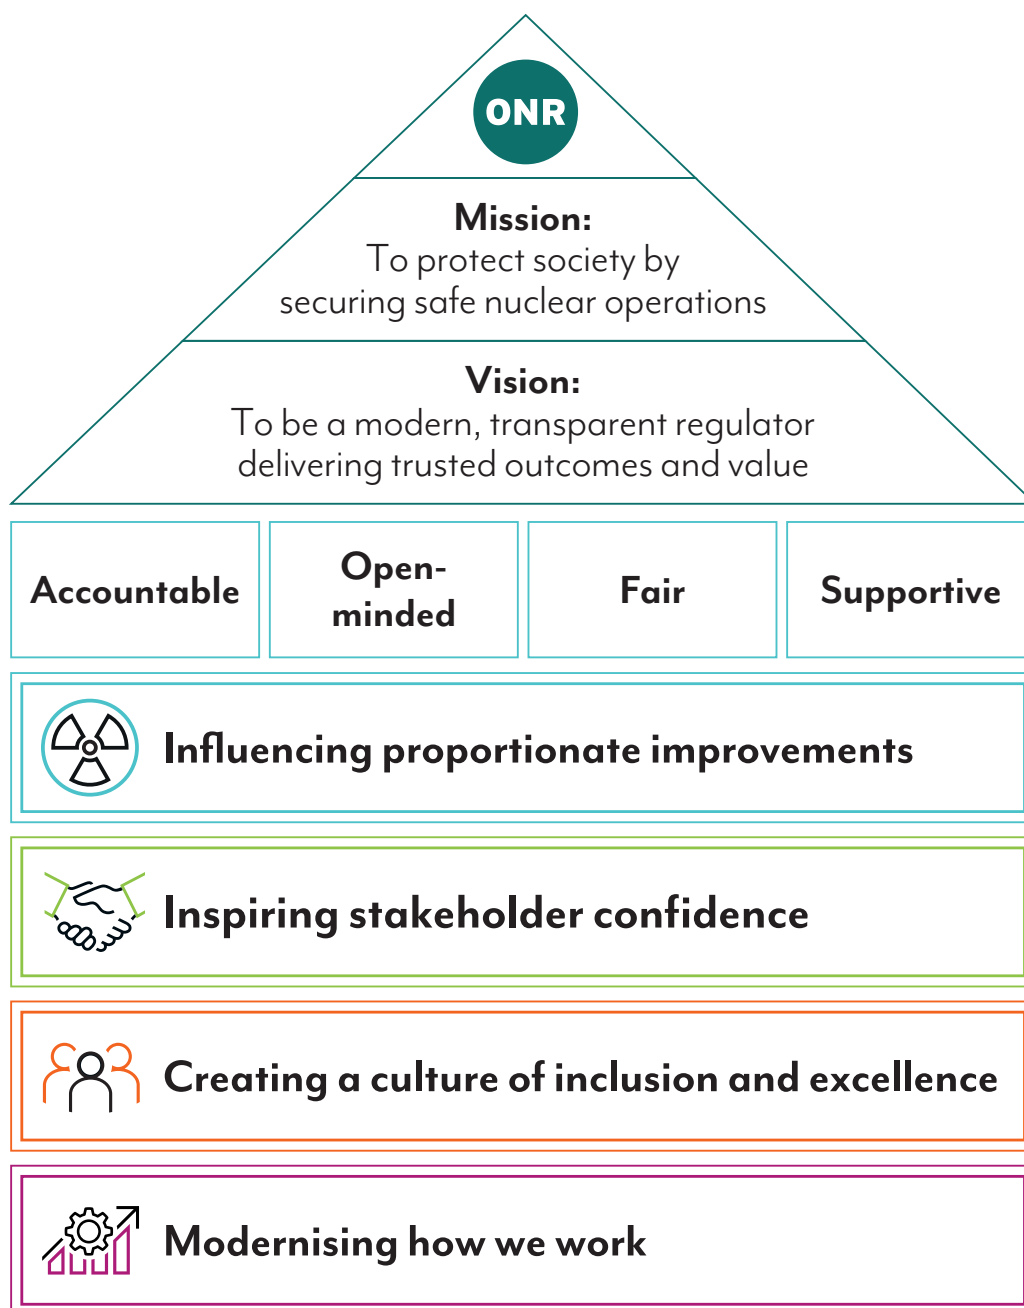 ONR
Mission:
To protect society by
securing safe nuclear operations
Vision:
To be a modern, transparent regulator
delivering trusted outcomes and value
Accountable
Open-
minded
Fair
Supportive
Influencing proportionate improvements
Inspiring stakeholder confidence
Creating a culture of inclusion and excellence
Modernising how we work